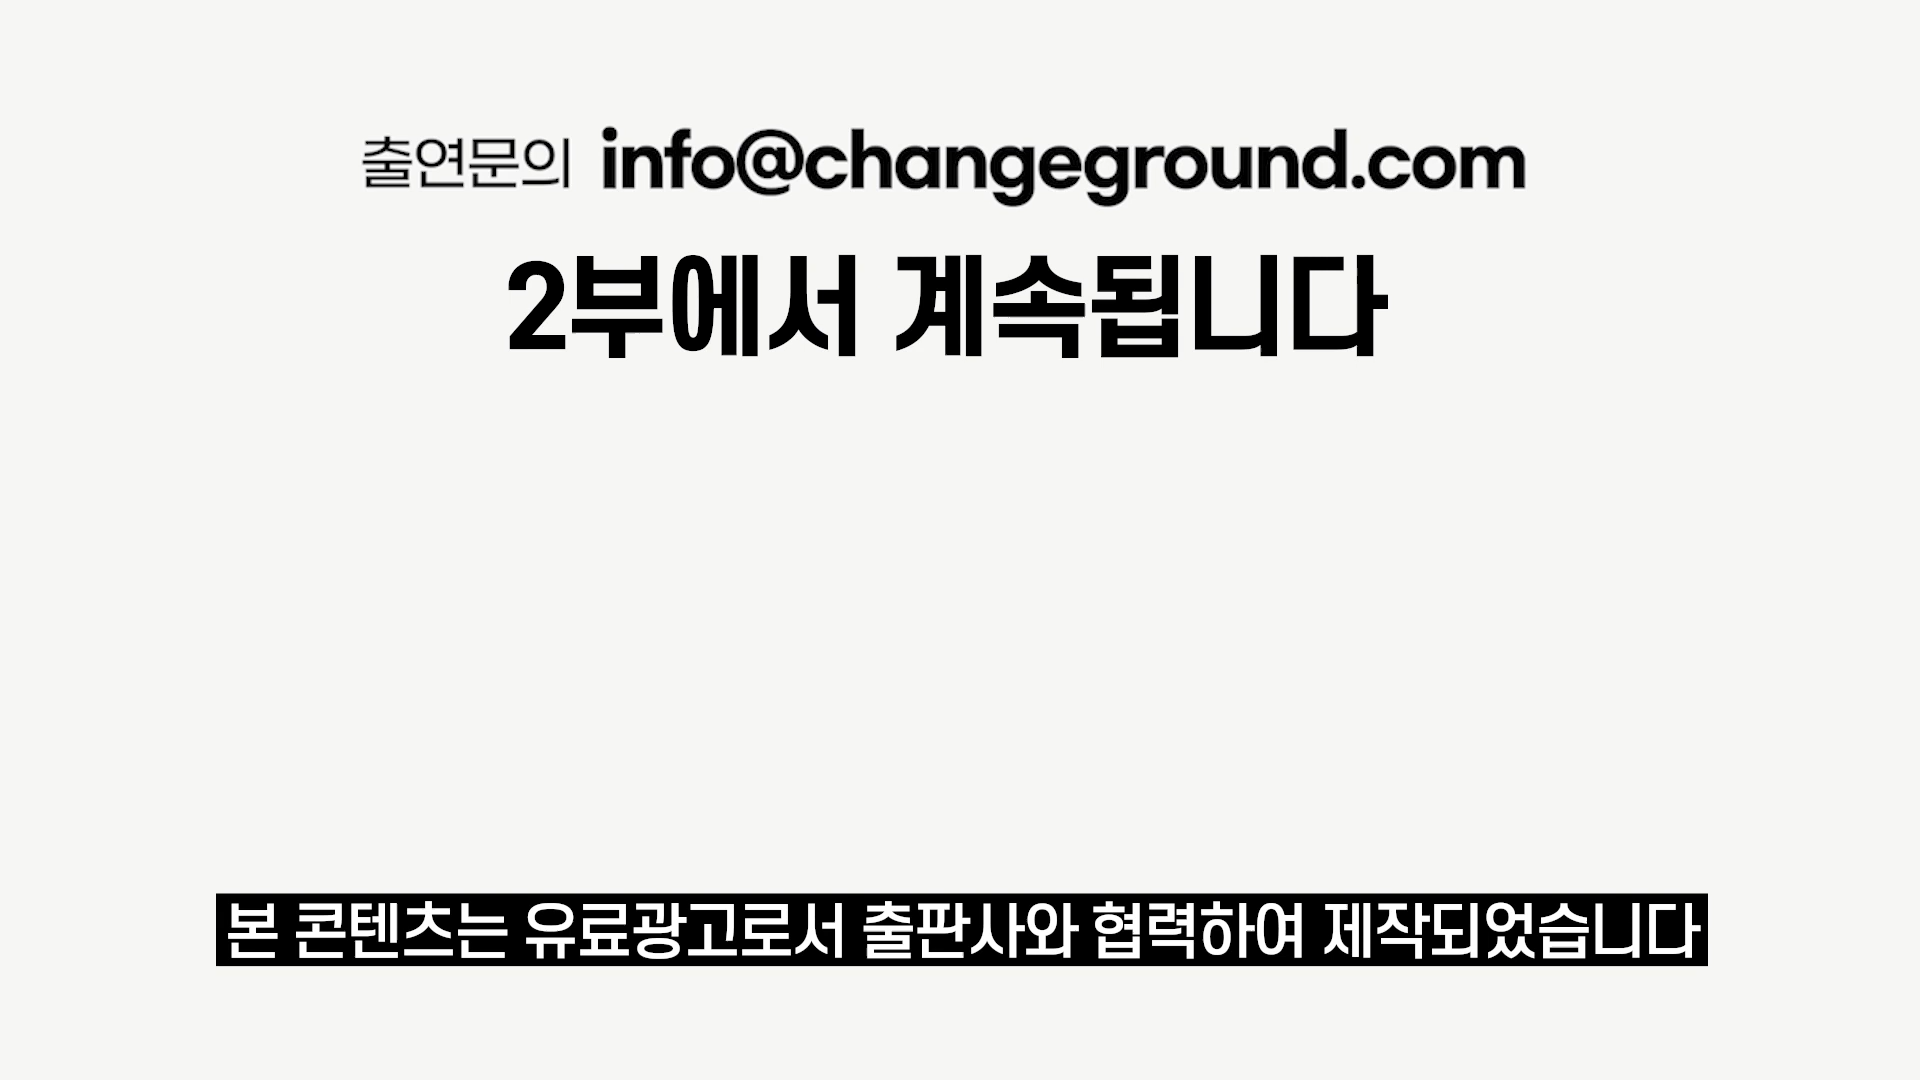 출연문의 info@changeground.com
2부에서 계속됩니다
본 콘텐츠는 유료광고로서 출판사와 협력하여 제작되었습니다